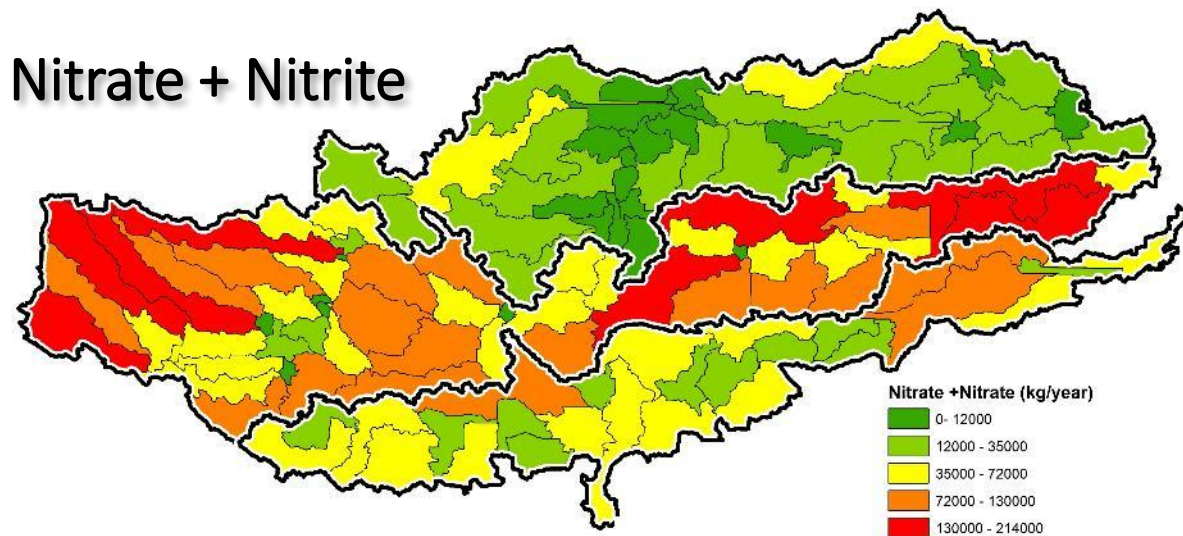 Nitrate + Nitrite
Nitrate +Nitrate (kg/year)
0- 12000
12000 - 35000
35000 - 72000
72000 - 130000
130000 - 214000